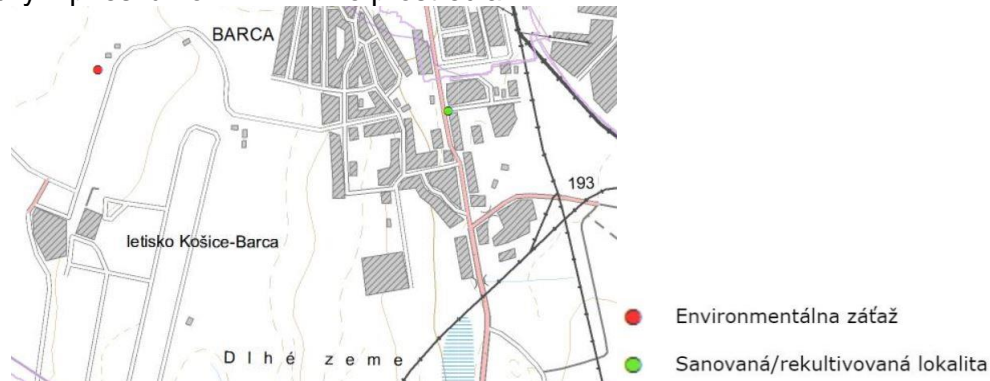 BARCA
193
letisko Košice-Barca
Dlhé zeme
Environmentálna záťaž
Sanovaná/rekultivovaná lokalita